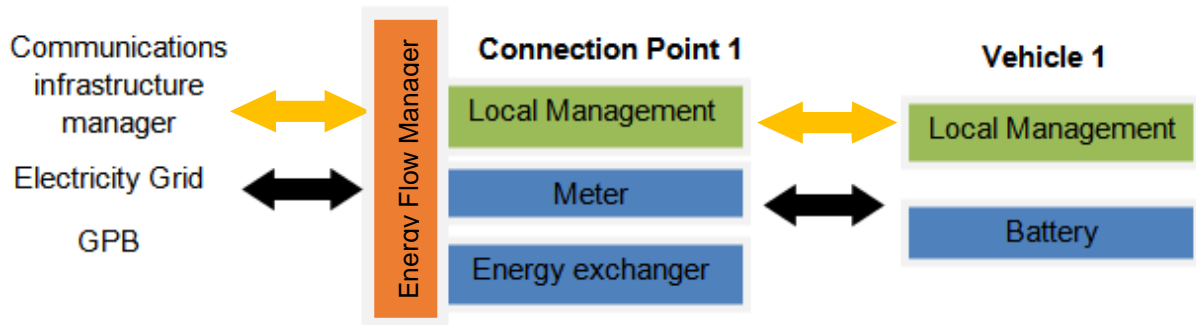 Communications
infrastructure
manager
Electricity Grid
GPB
Energy Flow Manager
Connection Point 1
Local Management
Meter
Energy exchanger
Vehicle 1
Local Management
Battery